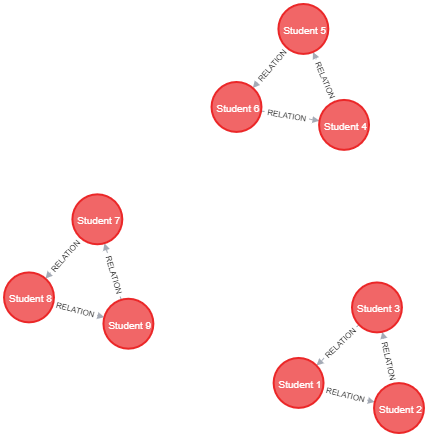 Student 5
RELATION
RELATION
Student 6
RELATION
Student 4
Student 7
RELATION
RELATION
Student 8
RELATION
Student 9
Student 3
RELATION
RELATION
Student 1
RELATION
Student 2